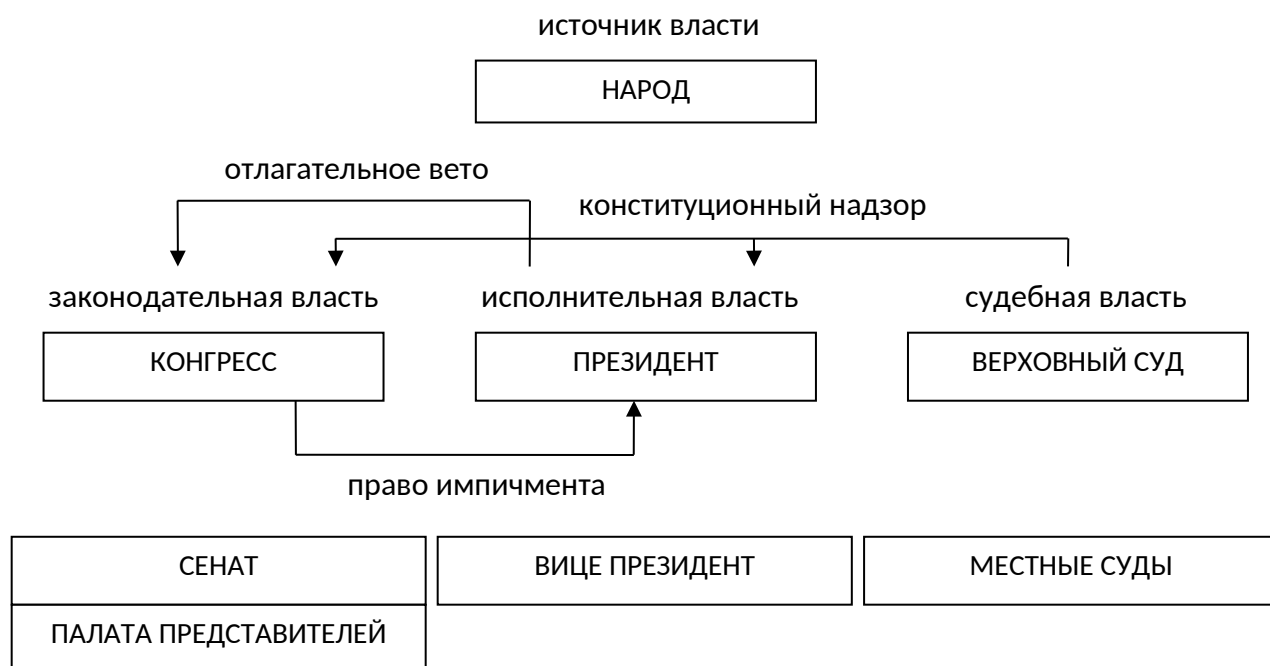 источник власти
НАРОД
отлагательное вето
конституционный надзор
законодательная власть
исполнительная власть
судебная власть
КОНГРЕСС
ПРЕЗИДЕНТ
ВЕРХОВНЫЙ СУД
право импичмента
СЕНАТ
ВИЦЕ ПРЕЗИДЕНТ
МЕСТНЫЕ СУДЫ
ПАЛАТА ПРЕДСТАВИТЕЛЕЙ